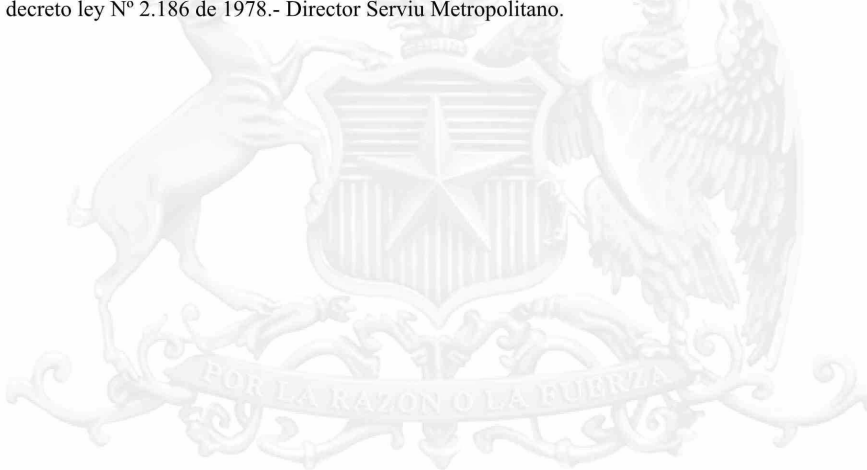 decreto ley Nº 2.186 de 1978.- Director Serviu Metropolitano.
POR LA RAZON O LA FUERZA